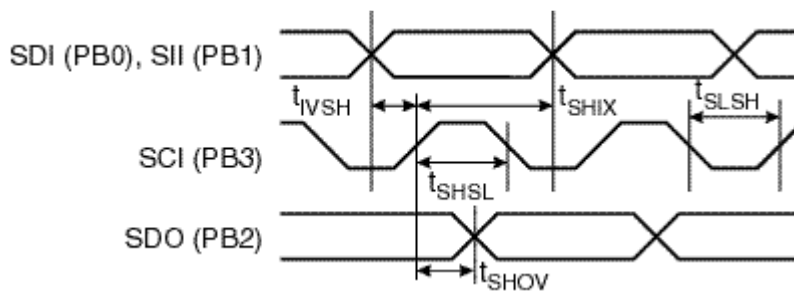 SDI (PB0), SII (PB1)
tIVSH
tSHIX
tSLSH
SCI (PB3)
tSHSL
SDO (PB2)
tSHOV